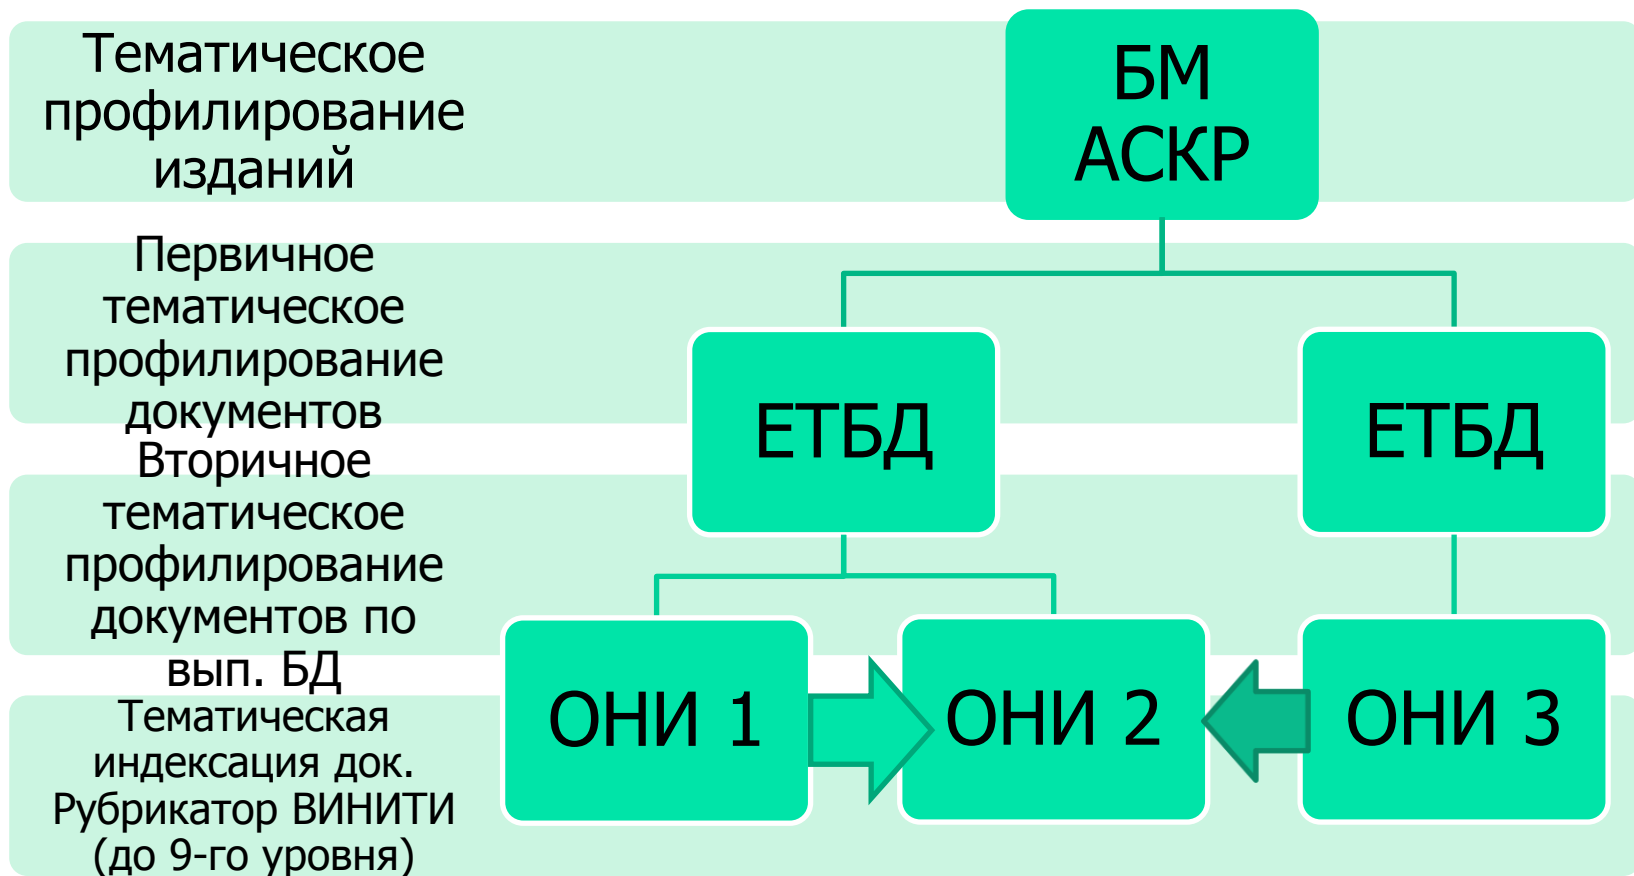 Тематическое
профилирование
изданий
БМ
АСКР
Первичное
тематическое
профилирование
документов
ЕТБД
ЕТБД
Вторичное
тематическое
профилирование
документов по
вып. БД
ОНИ 1
ОНИ 2
ОНИ 3
Тематическая
индексация док.
Рубрикатор ВИНИТИ
(до 9-го уровня)